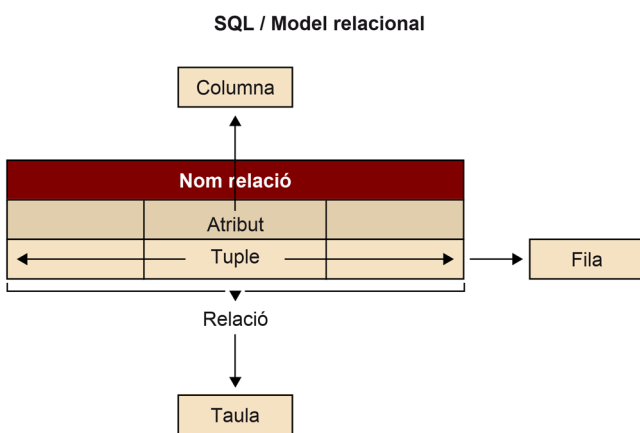 SQL / Model relacional
Columna
Nom relació
Atribut
Tuple
Fila
Relació
Taula